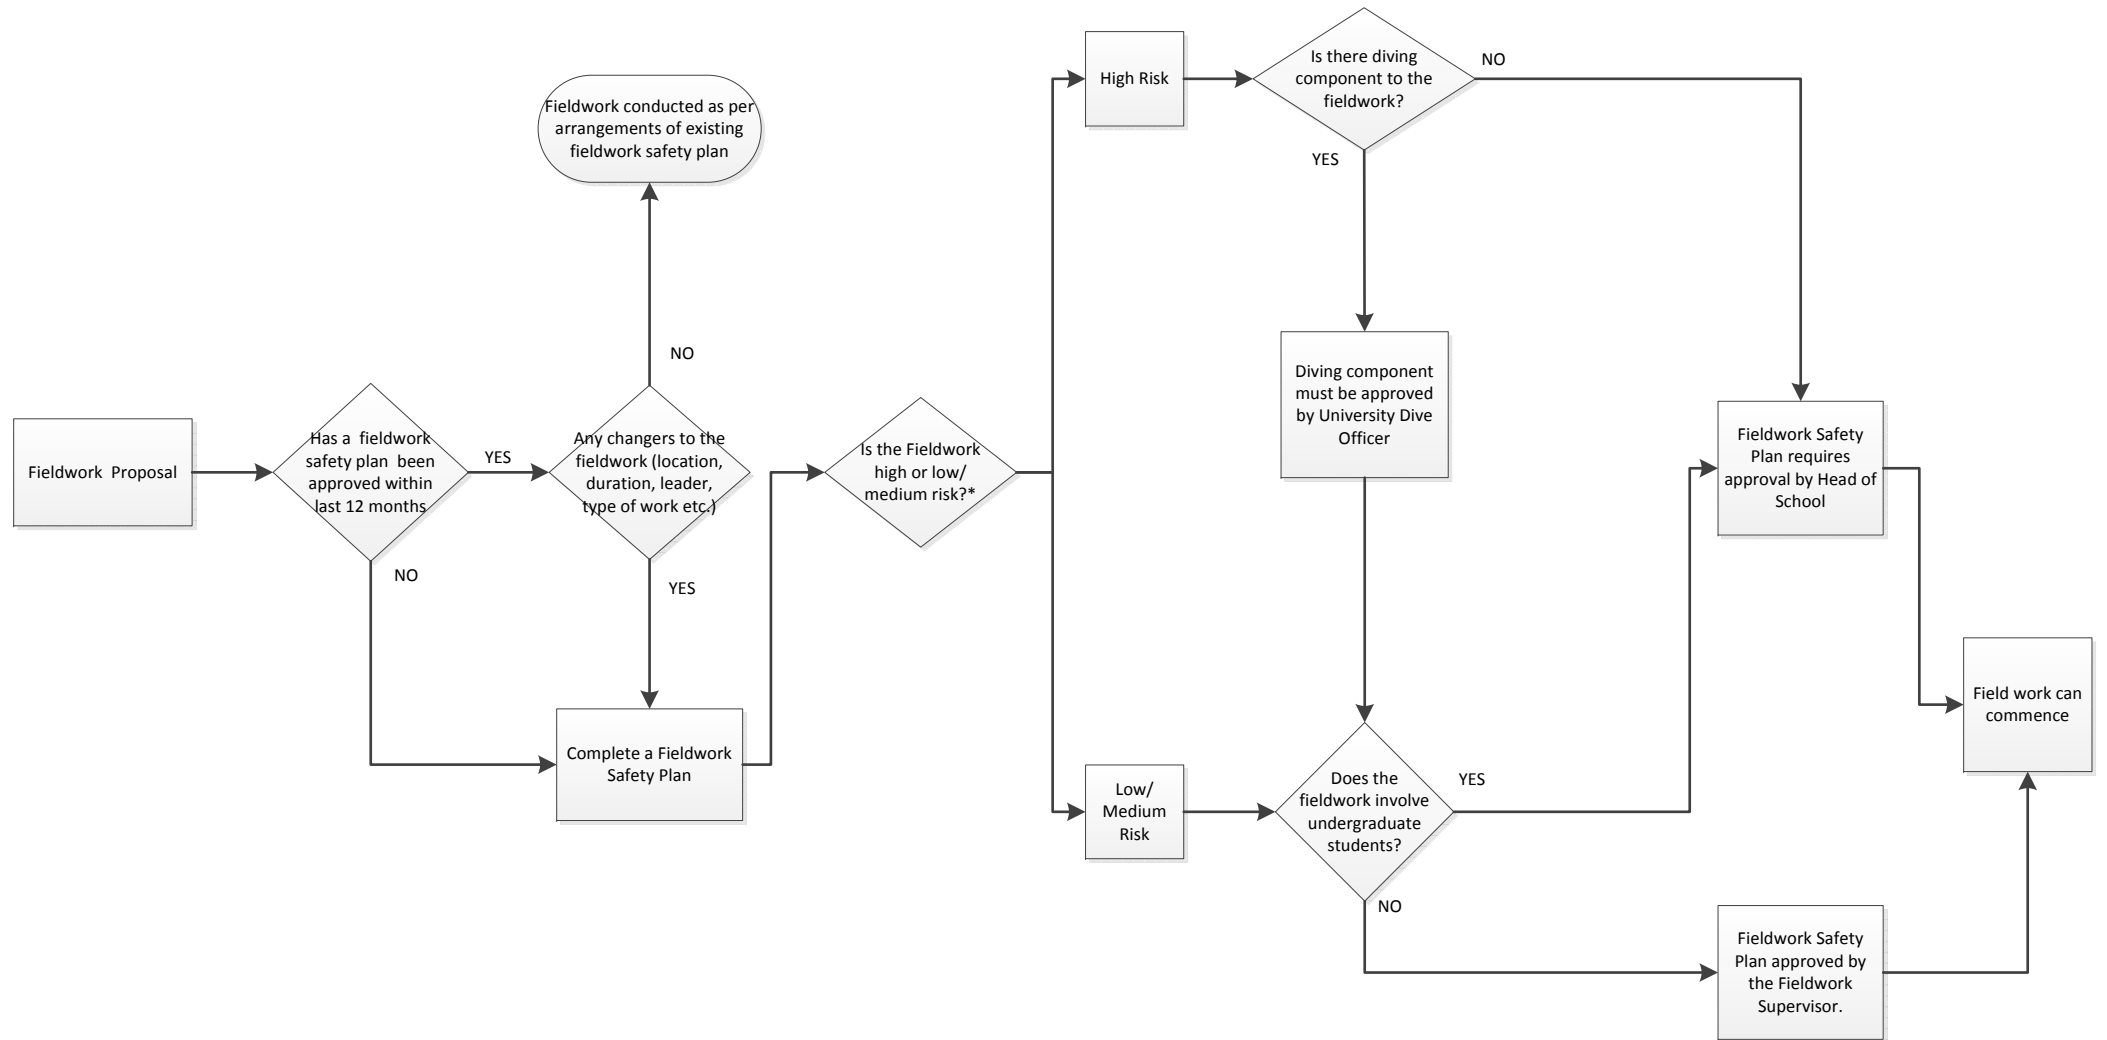 Fieldwork Proposal
Has a fieldwork
safety plan been
approved within
last 12 months
YES
NO
Any changers to the
fieldwork (location,
duration, leader,
type of work etc.)
NO
YES
Fieldwork conducted as per
arrangements of existing
fieldwork safety plan
Complete a Fieldwork
Safety Plan
Is the Fieldwork
high or low/
medium risk?*
High Risk
Is there diving
component to the
fieldwork?
NO
YES
Diving component
must be approved
by University Dive
Officer
Low/
Medium
Risk
Does the
fieldwork involve
undergraduate
students?
YES
NO
Fieldwork Safety
Plan requires
approval by Head of
School
Fieldwork Safety
Plan approved by
the Fieldwork
Supervisor.
Field work can
commence